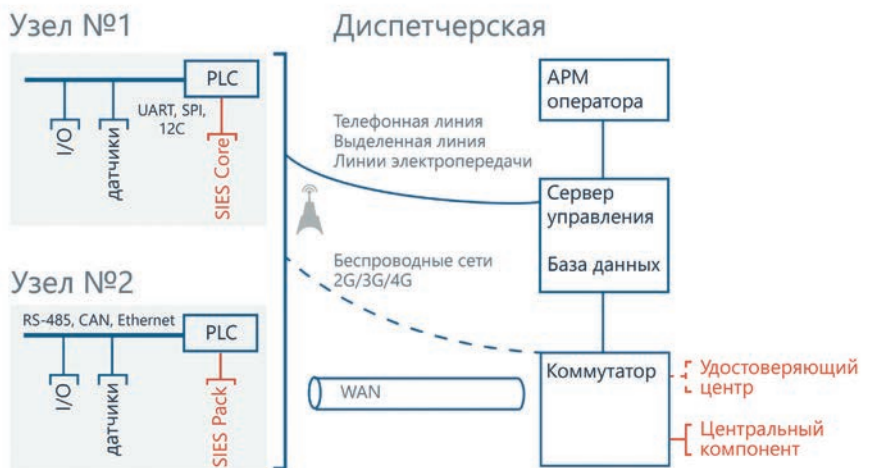 Узел №1
PLC
UART, SPI,
12C
I/O
датчики
SIES Core
Узел №2
RS-485, CAN, Ethernet
PLC
I/O
датчики
SIES Pack
Диспетчерская
Телефонная линия
Выделенная линия
Линии электропередачи
Беспроводные сети
2G/3G/4G
WAN
АРМ
оператора
Сервер
управления
База данных
Коммутатор
Удостоверяющий
центр
Центральный
компонент